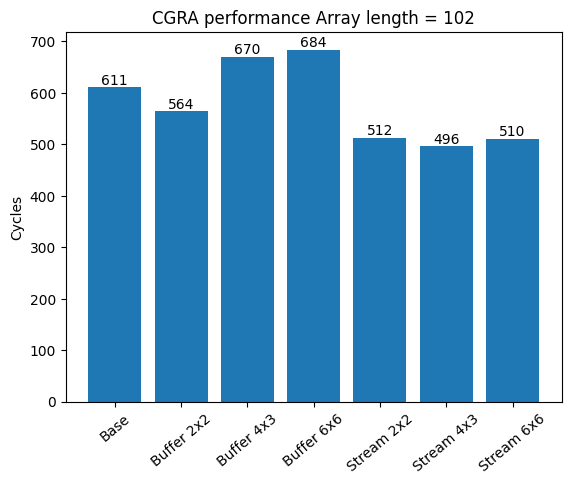 CGRA performance Array length = 102
Cycles
700
600
500
400
300
200
100
0
611
564
670
684
512
496
510
Base
Buffer 2x2
Buffer 4x3
Buffer 6x6
Stream 2x2
Stream 4x3
Stream 6x6